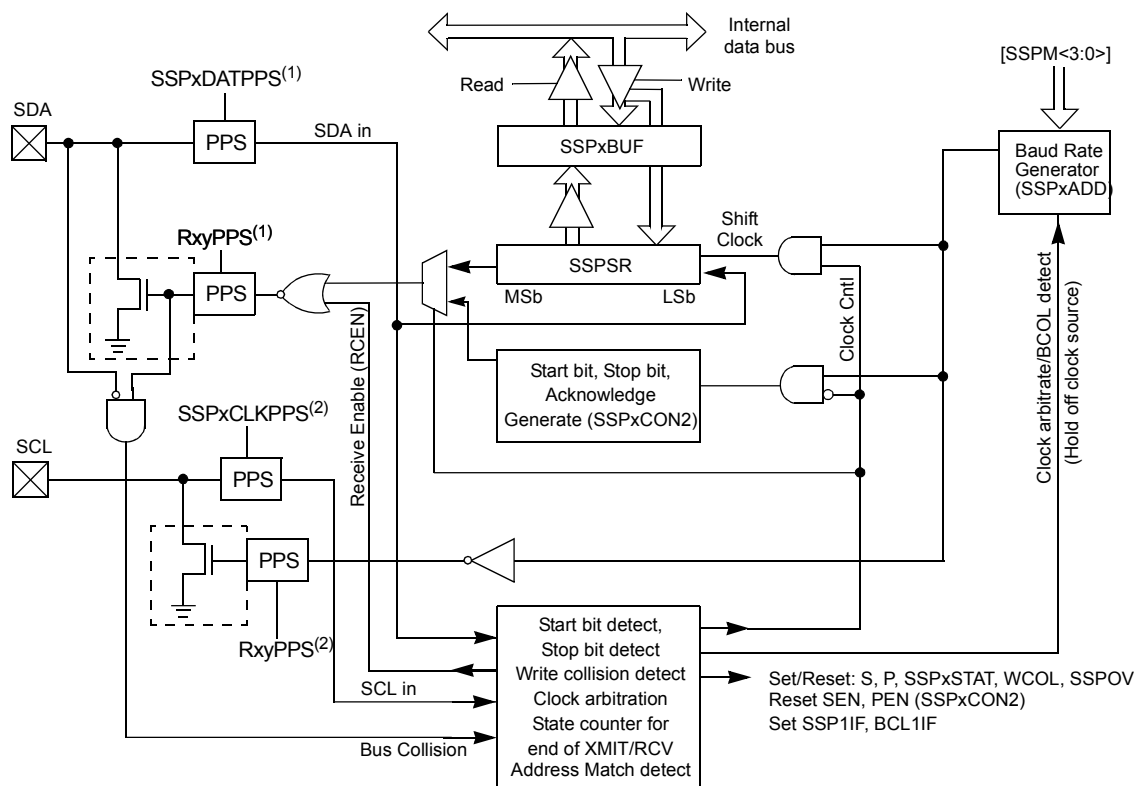 Internal
data bus
[SSPM<3:0>]
Read
Write
SSPxDATPPS(1)
SDA
PPS
SDA in
SSPxBUF
Baud Rate
Generator
(SSPxADD)
RxyPPS(1)
PPS
Shift
Clock
SSPSR
MSb
LSb
Clock Cntl
Receive Enable (RCEN)
Start bit, Stop bit,
Acknowledge
Generate (SSPxCON2)
Clock arbitrate/BCOL detect
(Hold off clock source)
SSPxCLKPPS(2)
SCL
PPS
PPS
RxyPPS(2)
SCL in
Bus Collision
Start bit detect,
Stop bit detect
Write collision detect
Clock arbitration
State counter for
end of XMIT/RCV
Address Match detect
Set/Reset: S, P, SSPxSTAT, WCOL, SSPOV
Reset SEN, PEN (SSPxCON2)
Set SSP1IF, BCL1IF